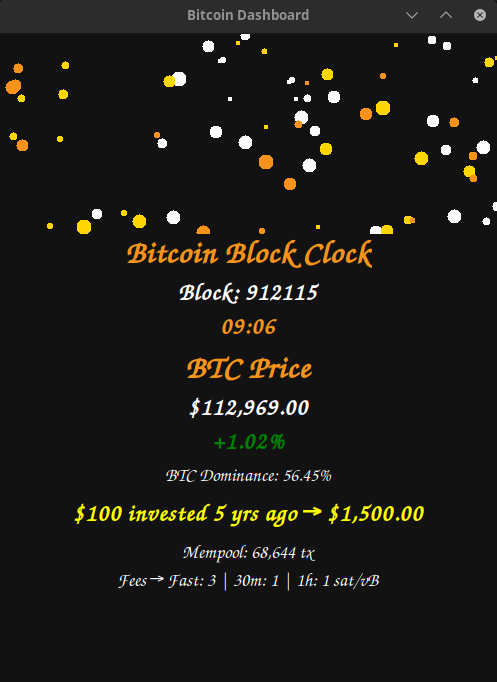 Bitcoin Dashboard
Bitcoin Block Clock
Block: 912115
09:06
BTC Price
$112,969.00
+1.02%
BTC Dominance: 56.45%
$100 invested 5 yrs ago → $1,500.00
Mempool: 68,644 tx
Fees → Fast: 3 | 30m: 1 | 1h: 1 sat/vB